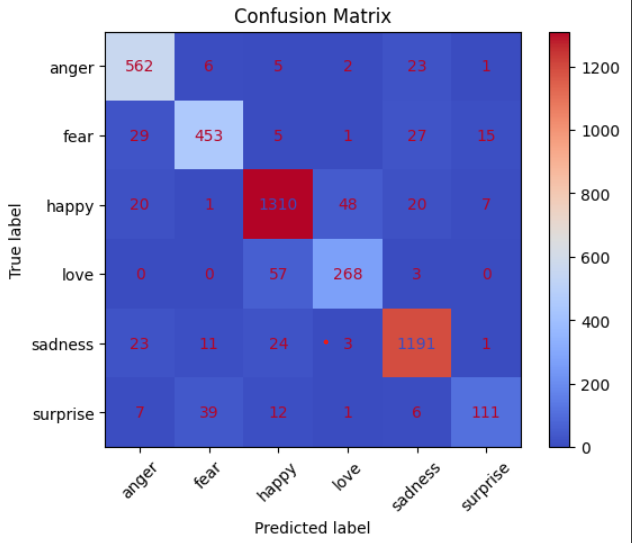 Confusion Matrix
anger 562 6 5 2 23 1
fear 29 453 5 1 27 15
happy 20 1 1310 48 20 7
love 0 0 57 268 3 0
sadness 23 11 24 3 1191 1
surprise 7 39 12 1 6 111
anger fear happy love sadness surprise
True label
Predicted label
1200
1000
800
600
400
200
0